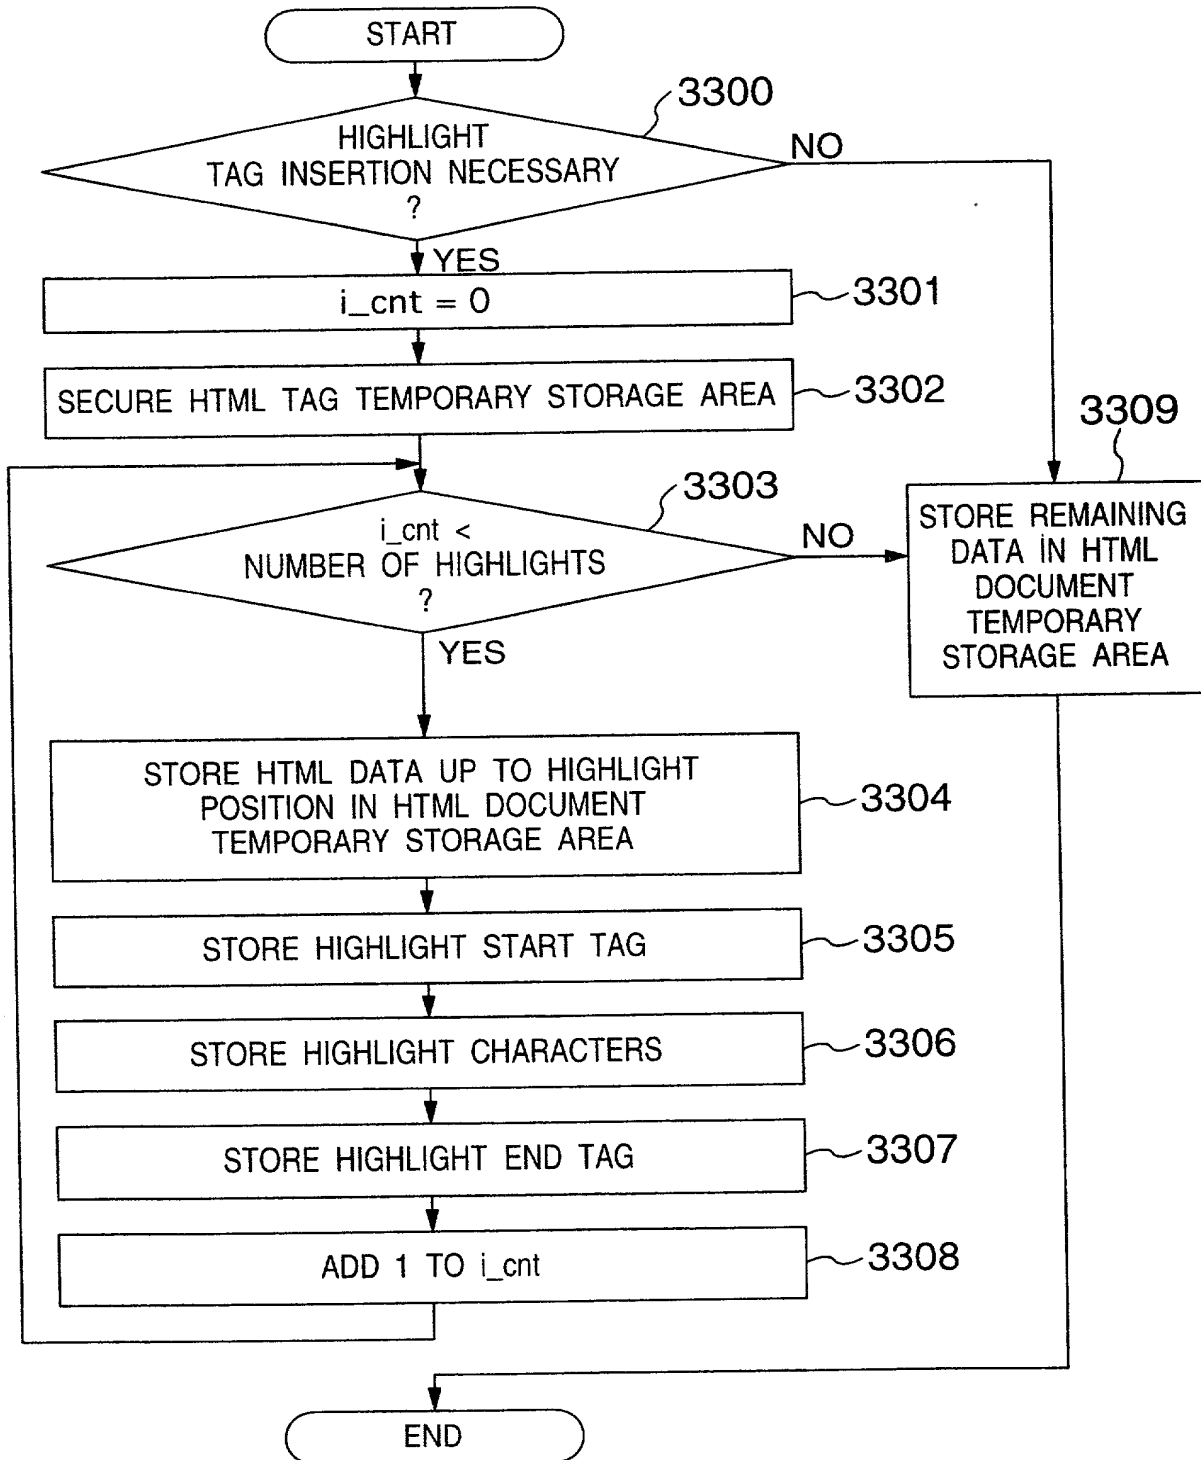 START
3300
HIGHLIGHT
TAG INSERTION NECESSARY
?
NO
YES
i_cnt = 0
3301
SECURE HTML TAG TEMPORARY STORAGE AREA
3302
3303
i_cnt <
NUMBER OF HIGHLIGHTS
?
NO
YES
3309
STORE REMAINING
DATA IN HTML
DOCUMENT
TEMPORARY
STORAGE AREA
STORE HTML DATA UP TO HIGHLIGHT
POSITION IN HTML DOCUMENT
TEMPORARY STORAGE AREA
3304
STORE HIGHLIGHT START TAG
3305
STORE HIGHLIGHT CHARACTERS
3306
STORE HIGHLIGHT END TAG
3307
ADD 1 TO i_cnt
3308
END